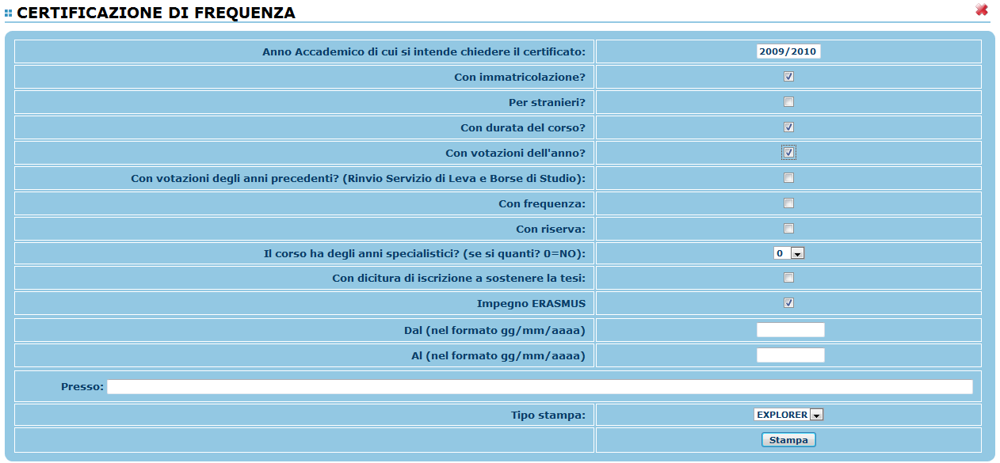 CERTIFICAZIONE DI FREQUENZA
Anno Accademico di cui si intende chiedere il certificato: 2009/2010
Con immatricolazione?
Per stranieri?
Con durata del corso?
Con votazioni dell'anno?
Con votazioni degli anni precedenti? (Rinvio Servizio di Leva e Borse di Studio):
Con frequenza:
Con riserva:
Il corso ha degli anni specialistici? (se si quanti? 0=NO): 0
Con dicitura di iscrizione a sostenere la tesi:
Impegno ERASMUS
Dal (nel formato gg/mm/aaaa)
Al (nel formato gg/mm/aaaa)
Presso:
Tipo stampa: EXPLORER
Stampa